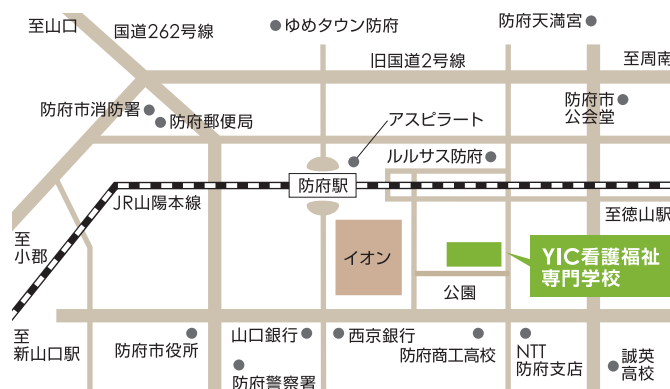 至山口
国道262号線
ゆめタウン防府
防府天満宮
旧国道2号線
至周南
防府市消防署
防府郵便局
アスピラート
防府市
公会堂
ルルサス防府
防府駅
JR山陽本線
至徳山駅
至
小郡
イオン
YIC看護福祉
専門学校
公園
至
新山口駅
防府市役所
山口銀行
西京銀行
防府商工高校
NTT
防府支店
誠英
高校
防府警察署